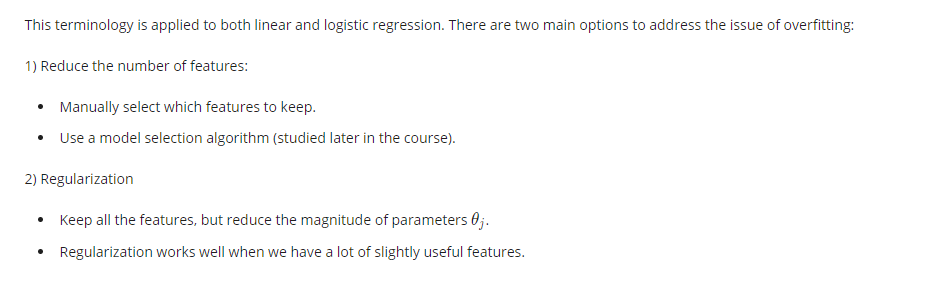 This terminology is applied to both linear and logistic regression. There are two main options to address the issue of overfitting:
1) Reduce the number of features:
• Manually select which features to keep.
• Use a model selection algorithm (studied later in the course).
2) Regularization
• Keep all the features, but reduce the magnitude of parameters θj.
• Regularization works well when we have a lot of slightly useful features.